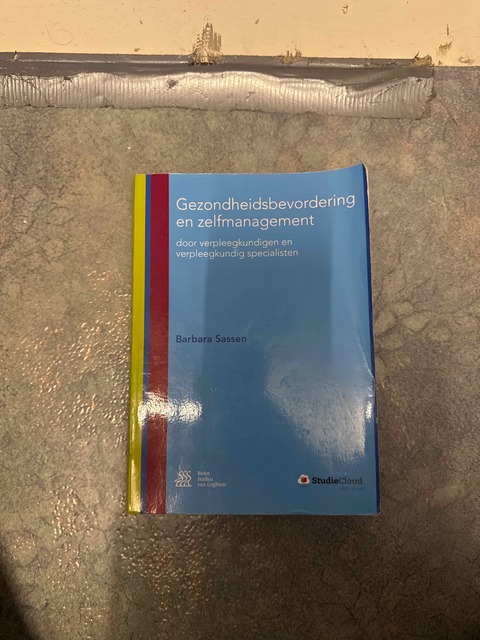 Gezondheidsbevordering
en zelfmanagement
door verpleegkundigen en
verpleegkundig specialisten
Barbara Sassen
Bohn
Stafleu
van Loghum
StudieCloud